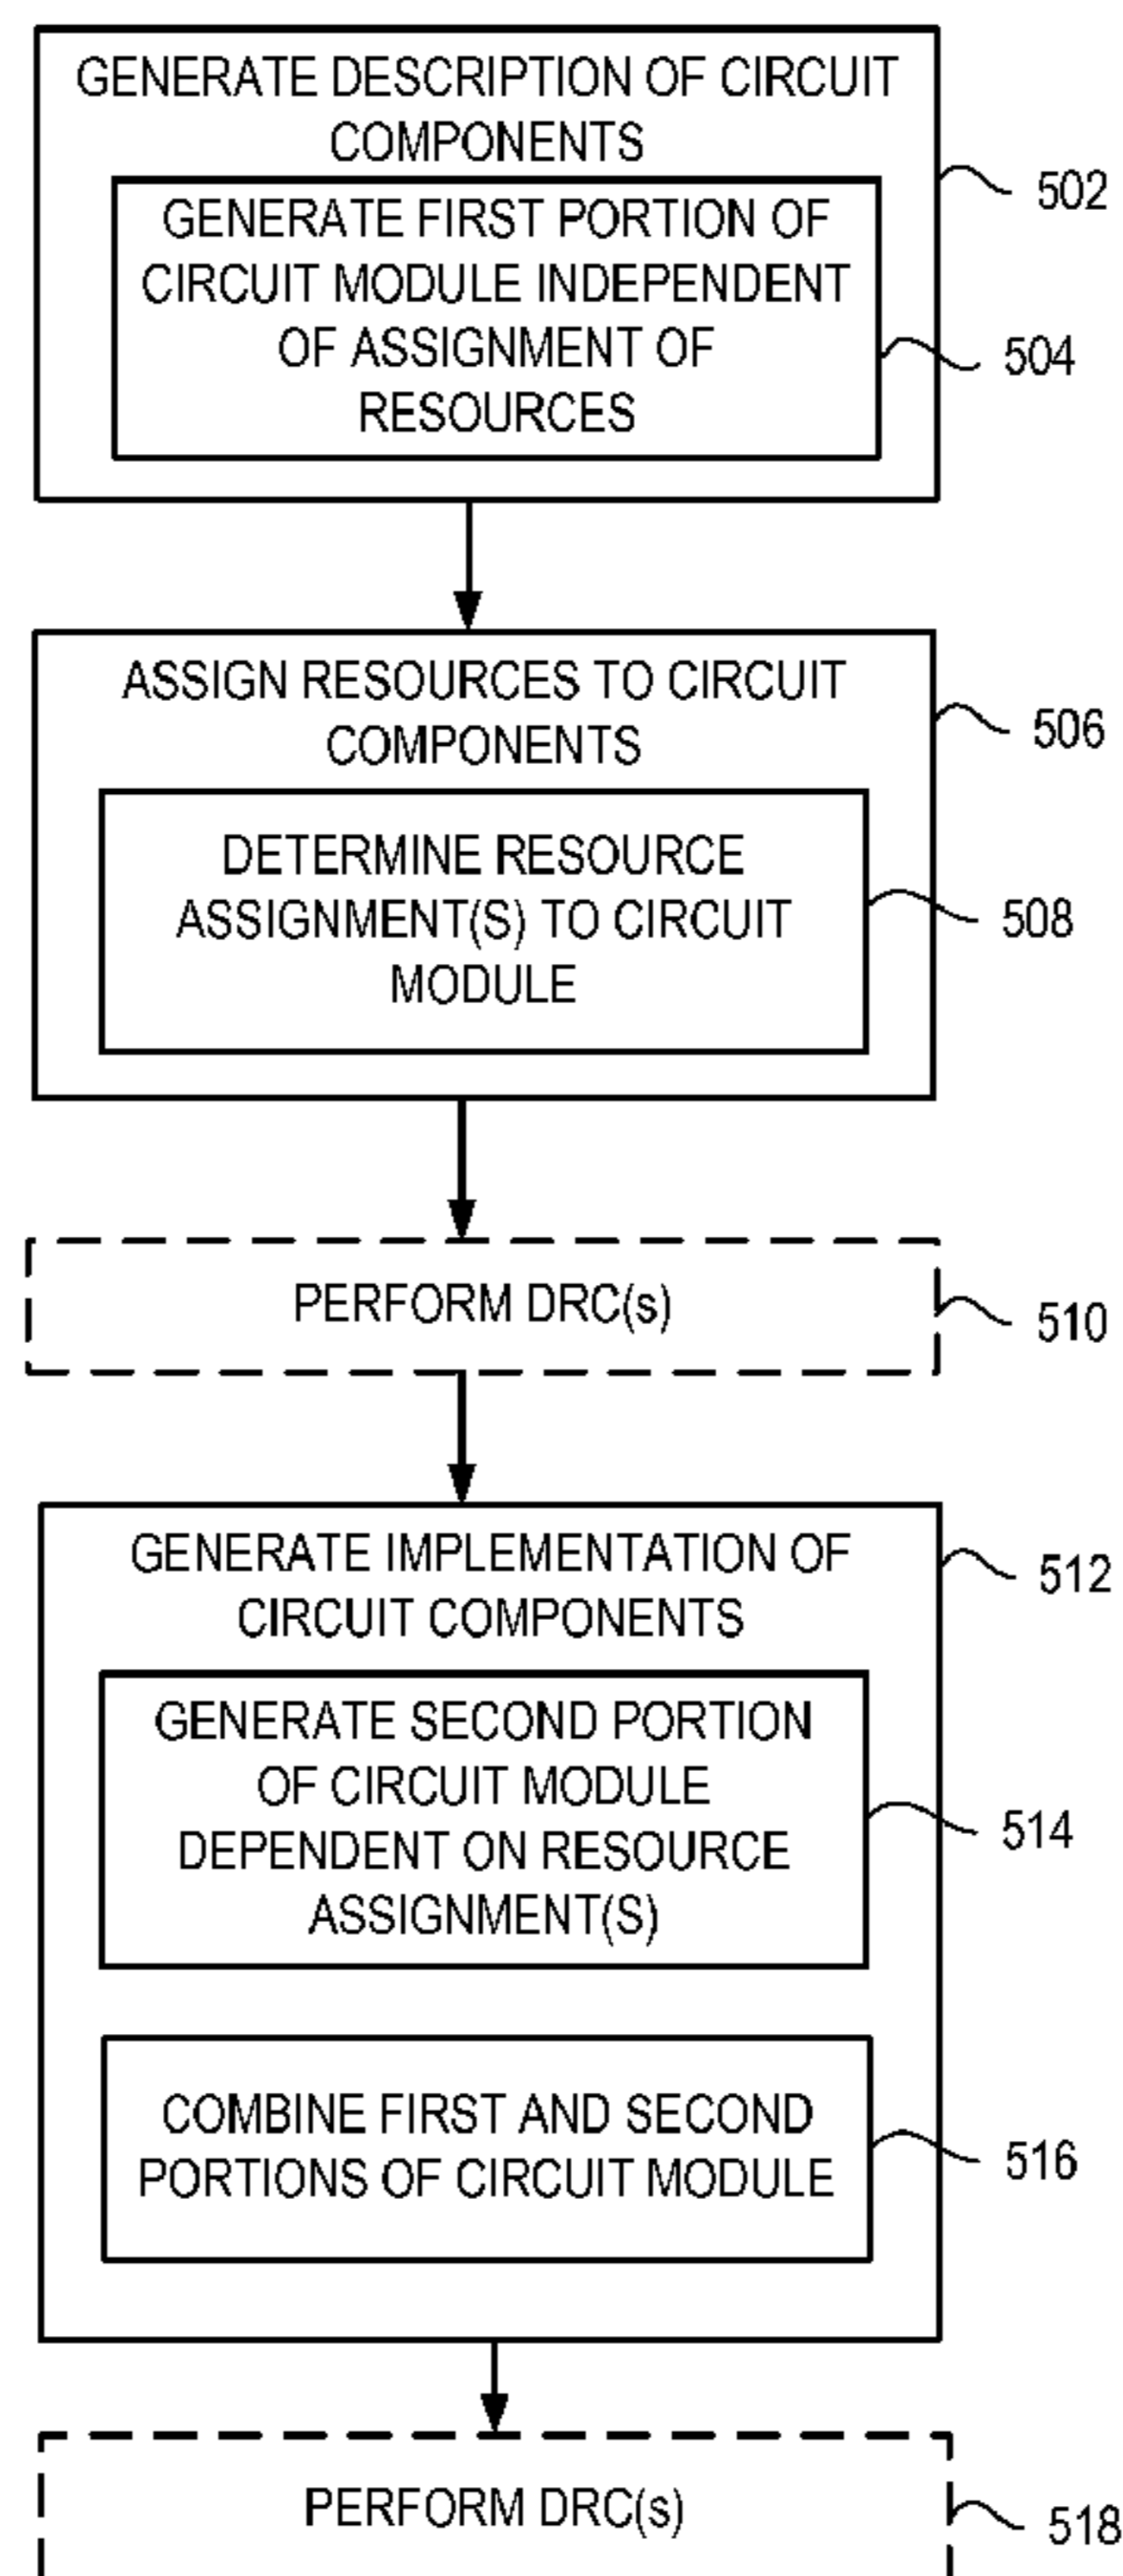 GENERATE DESCRIPTION OF CIRCUIT
COMPONENTS
502
GENERATE FIRST PORTION OF
CIRCUIT MODULE INDEPENDENT
OF ASSIGNMENT OF
RESOURCES
504
ASSIGN RESOURCES TO CIRCUIT
COMPONENTS
506
DETERMINE RESOURCE
ASSIGNMENT(S) TO CIRCUIT
MODULE
508
PERFORM DRC(s)
510
GENERATE IMPLEMENTATION OF
CIRCUIT COMPONENTS
512
GENERATE SECOND PORTION
OF CIRCUIT MODULE
DEPENDENT ON RESOURCE
ASSIGNMENT(S)
514
COMBINE FIRST AND SECOND
PORTIONS OF CIRCUIT MODULE
516
PERFORM DRC(s)
518